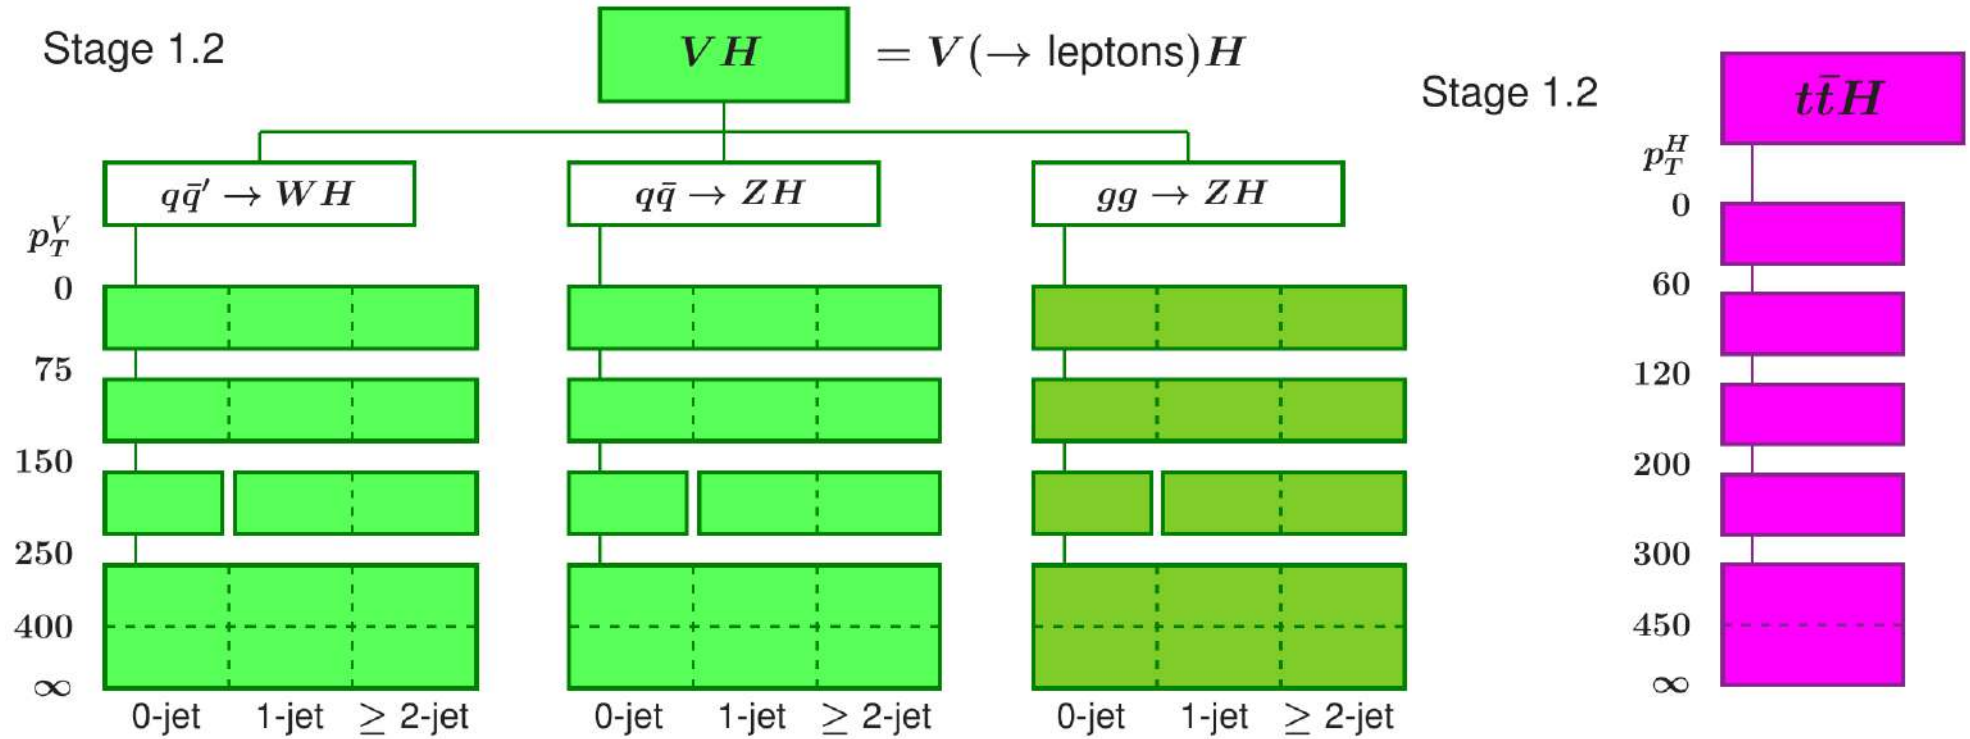 Stage 1.2
VH
= V(→ leptons)H
qq̄′ → WH
qq̄ → ZH
gg → ZH
p_T^V
0
75
150
250
400
∞
0-jet 1-jet ≥ 2-jet
0-jet 1-jet ≥ 2-jet
0-jet 1-jet ≥ 2-jet
Stage 1.2
tt̄H
p_T^H
0
60
120
200
300
450
∞